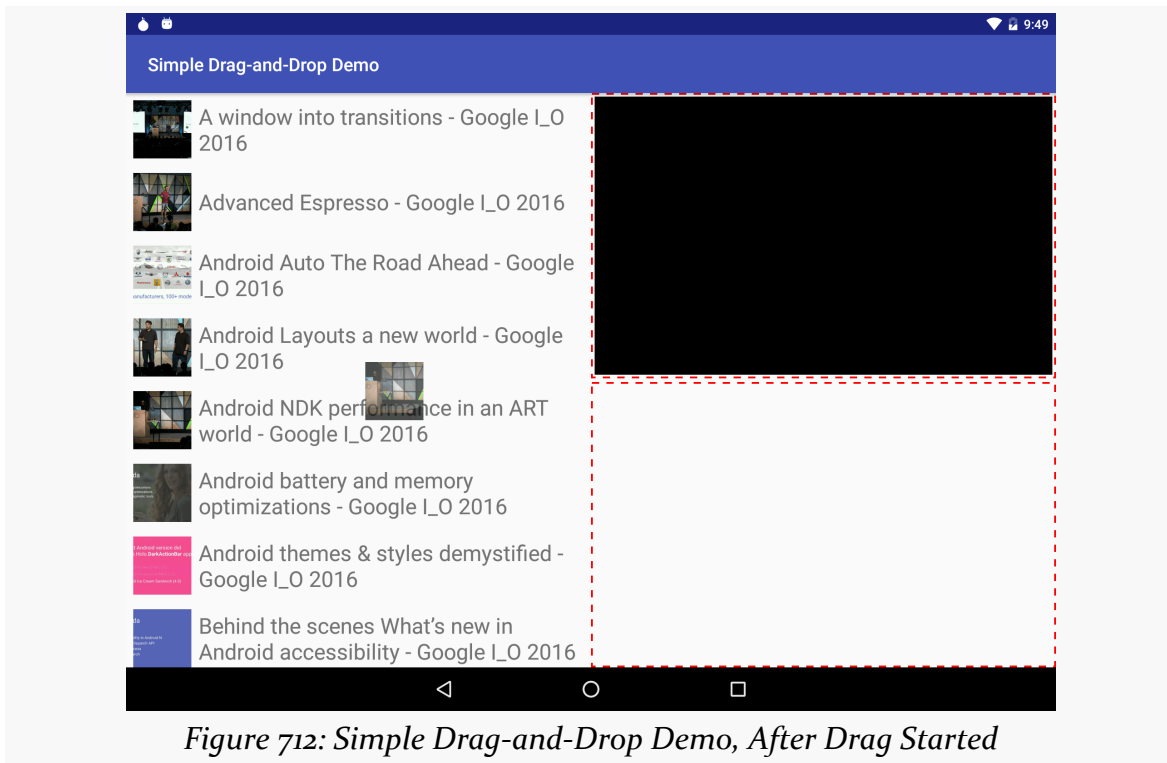 9:49
Simple Drag-and-Drop Demo
A window into transitions - Google I_O
2016
Advanced Espresso - Google I_O 2016
Android Auto The Road Ahead - Google
I_O 2016
manufacturers, 100+ mode
Android Layouts a new world - Google
I_O 2016
Android NDK performance in an ART
world - Google I_O 2016
Android battery and memory
optimizations - Google I_O 2016
Android themes & styles demystified -
Google I_O 2016
Behind the scenes What's new in
Android accessibility - Google I_O 2016
Figure 712: Simple Drag-and-Drop Demo, After Drag Started